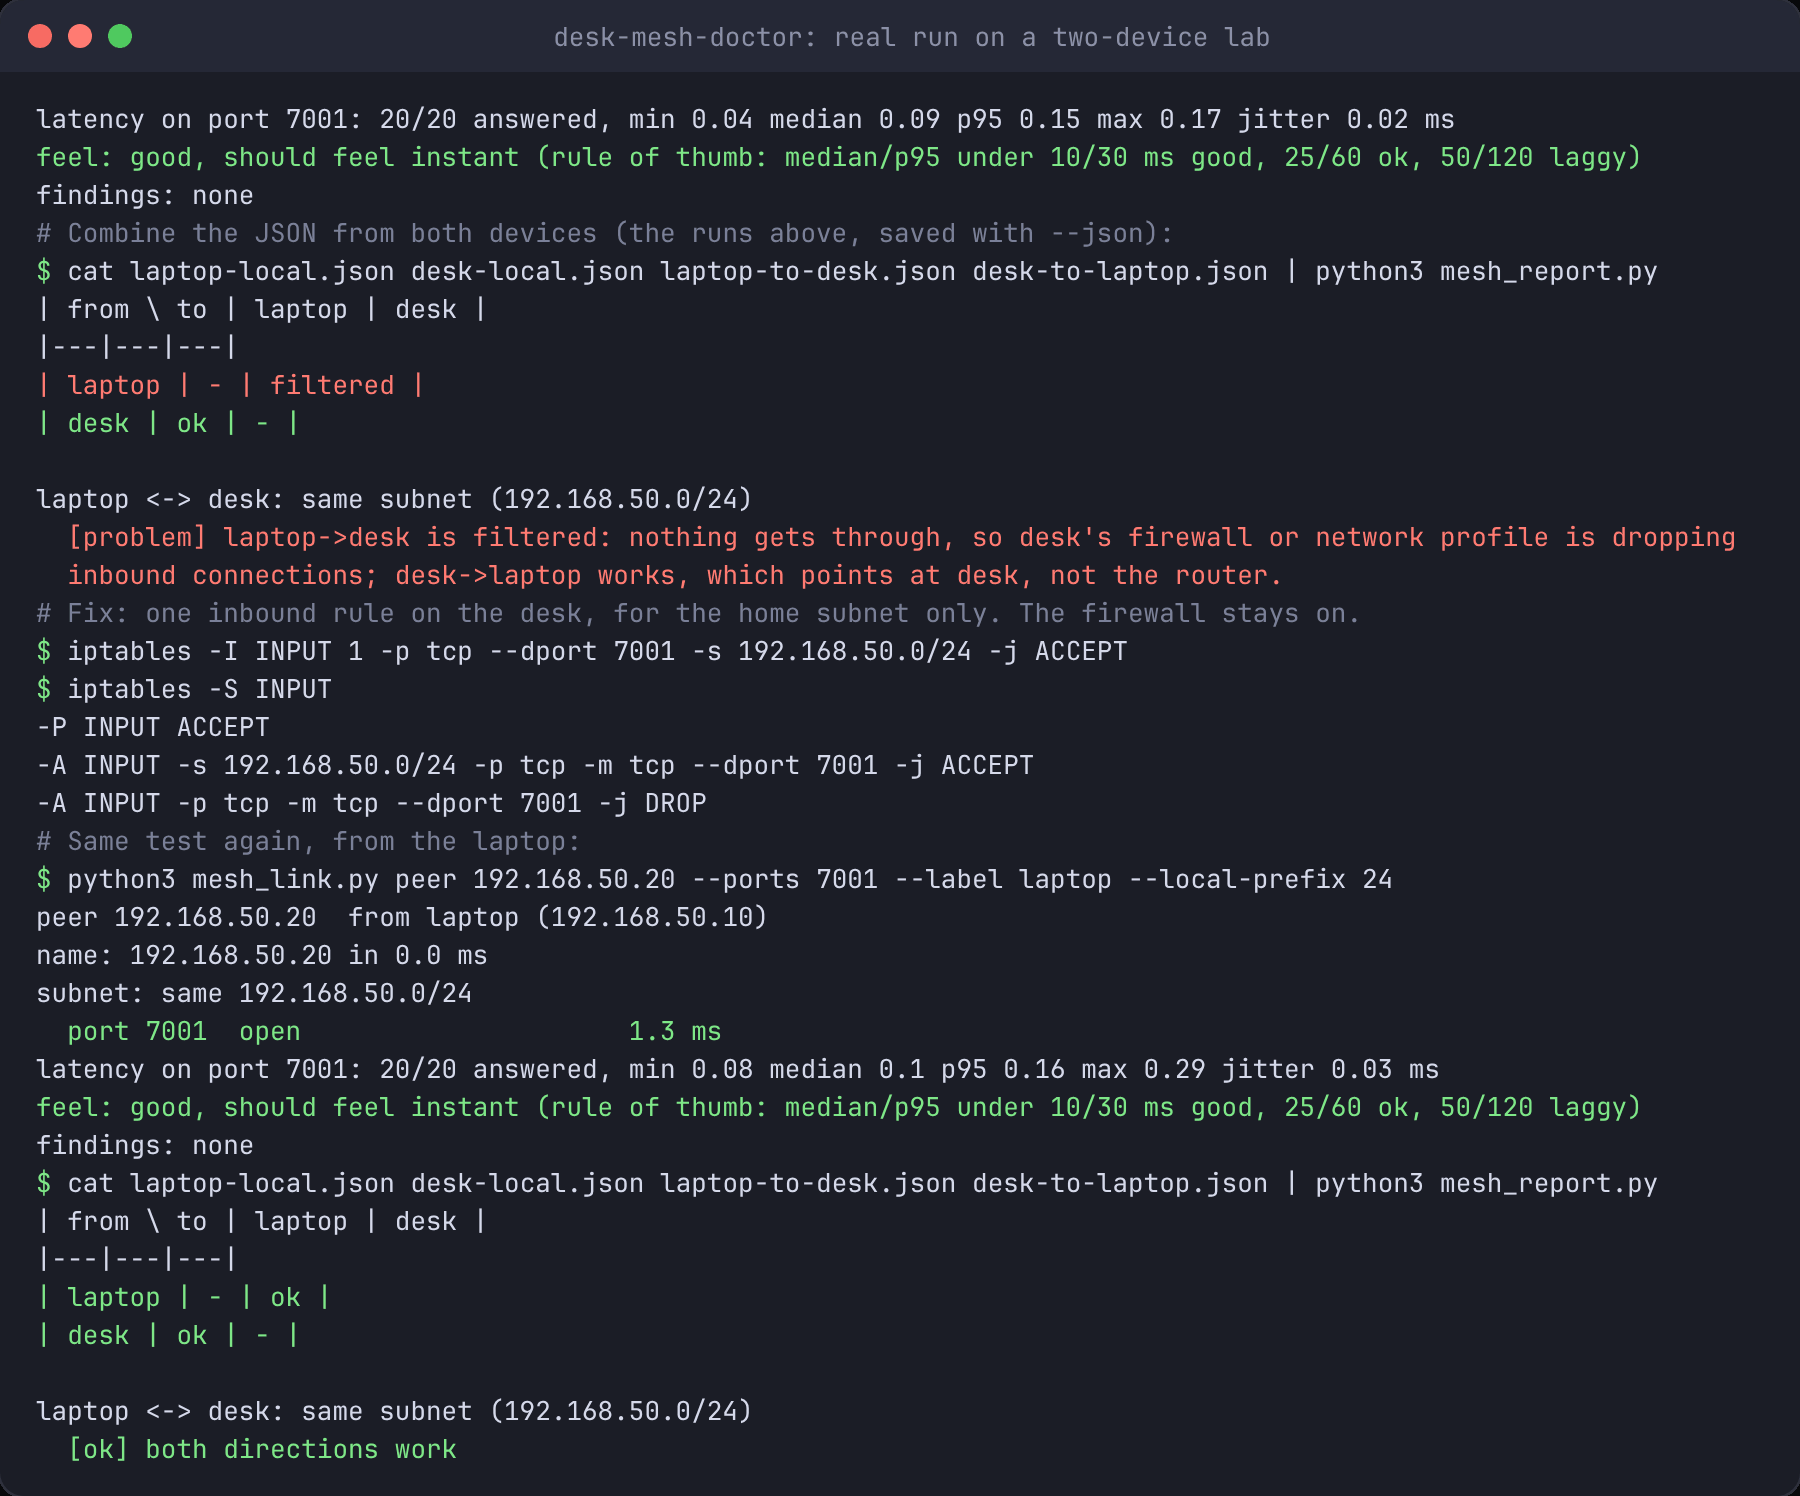 desk-mesh-doctor: real run on a two-device lab
latency on port 7001: 20/20 answered, min 0.04 median 0.09 p95 0.15 max 0.17 jitter 0.02 ms
feel: good, should feel instant (rule of thumb: median/p95 under 10/30 ms good, 25/60 ok, 50/120 laggy)
findings: none
# Combine the JSON from both devices (the runs above, saved with --json):
$ cat laptop-local.json desk-local.json laptop-to-desk.json desk-to-laptop.json | python3 mesh_report.py
| from \ to | laptop | desk |
|---|---|---|
| laptop | - | filtered |
| desk | ok | - |
laptop <-> desk: same subnet (192.168.50.0/24)
  [problem] laptop->desk is filtered: nothing gets through, so desk's firewall or network profile is dropping
  inbound connections; desk->laptop works, which points at desk, not the router.
# Fix: one inbound rule on the desk, for the home subnet only. The firewall stays on.
$ iptables -I INPUT 1 -p tcp --dport 7001 -s 192.168.50.0/24 -j ACCEPT
$ iptables -S INPUT
-P INPUT ACCEPT
-A INPUT -s 192.168.50.0/24 -p tcp -m tcp --dport 7001 -j ACCEPT
-A INPUT -p tcp -m tcp --dport 7001 -j DROP
# Same test again, from the laptop:
$ python3 mesh_link.py peer 192.168.50.20 --ports 7001 --label laptop --local-prefix 24
peer 192.168.50.20  from laptop (192.168.50.10)
name: 192.168.50.20 in 0.0 ms
subnet: same 192.168.50.0/24
  port 7001  open                     1.3 ms
latency on port 7001: 20/20 answered, min 0.08 median 0.1 p95 0.16 max 0.29 jitter 0.03 ms
feel: good, should feel instant (rule of thumb: median/p95 under 10/30 ms good, 25/60 ok, 50/120 laggy)
findings: none
$ cat laptop-local.json desk-local.json laptop-to-desk.json desk-to-laptop.json | python3 mesh_report.py
| from \ to | laptop | desk |
|---|---|---|
| laptop | - | ok |
| desk | ok | - |
laptop <-> desk: same subnet (192.168.50.0/24)
  [ok] both directions work